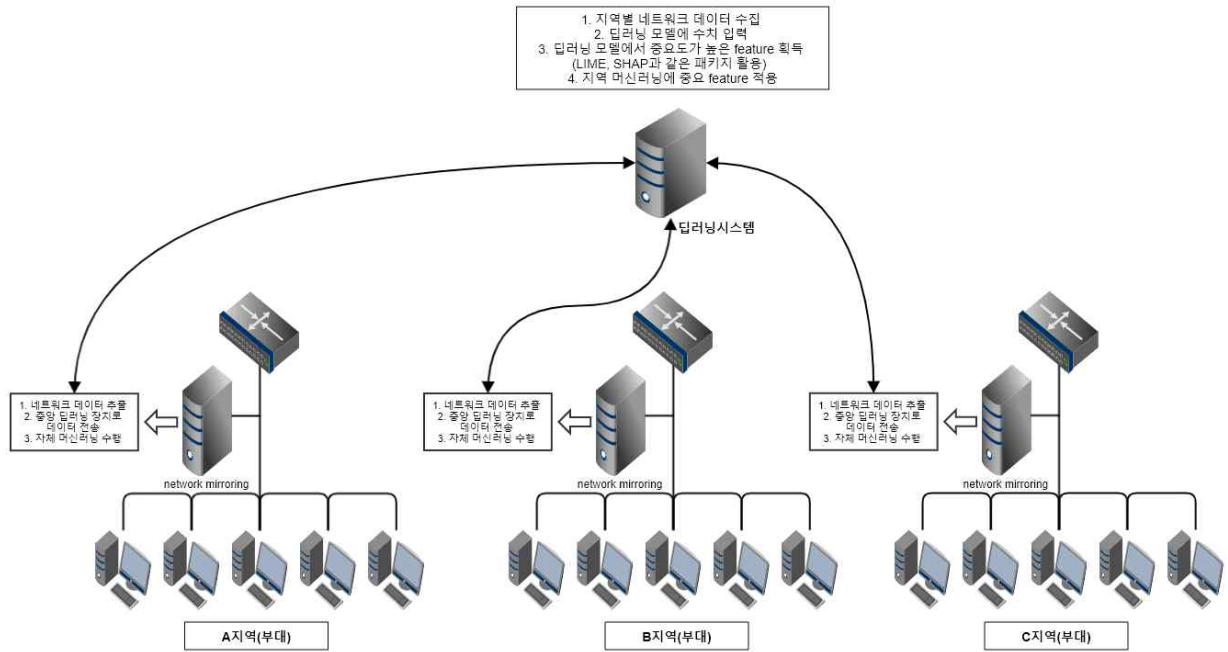 1. 지역별 네트워크 데이터 수집
2. 딥러닝 모델에 수치 입력
3. 딥러닝 모델에서 중요도가 높은 feature 획득
(LIME, SHAP과 같은 패키지 활용)
4. 지역 머신러닝에 중요 feature 적용
딥러닝시스템
1. 네트워크 데이터 추출
2. 중앙 딥러닝 장치로
데이터 전송
3. 자체 머신러닝 수행
network mirroring
A지역(부대)
1. 네트워크 데이터 추출
2. 중앙 딥러닝 장치로
데이터 전송
3. 자체 머신러닝 수행
network mirroring
B지역(부대)
1. 네트워크 데이터 추출
2. 중앙 딥러닝 장치로
데이터 전송
3. 자체 머신러닝 수행
network mirroring
C지역(부대)